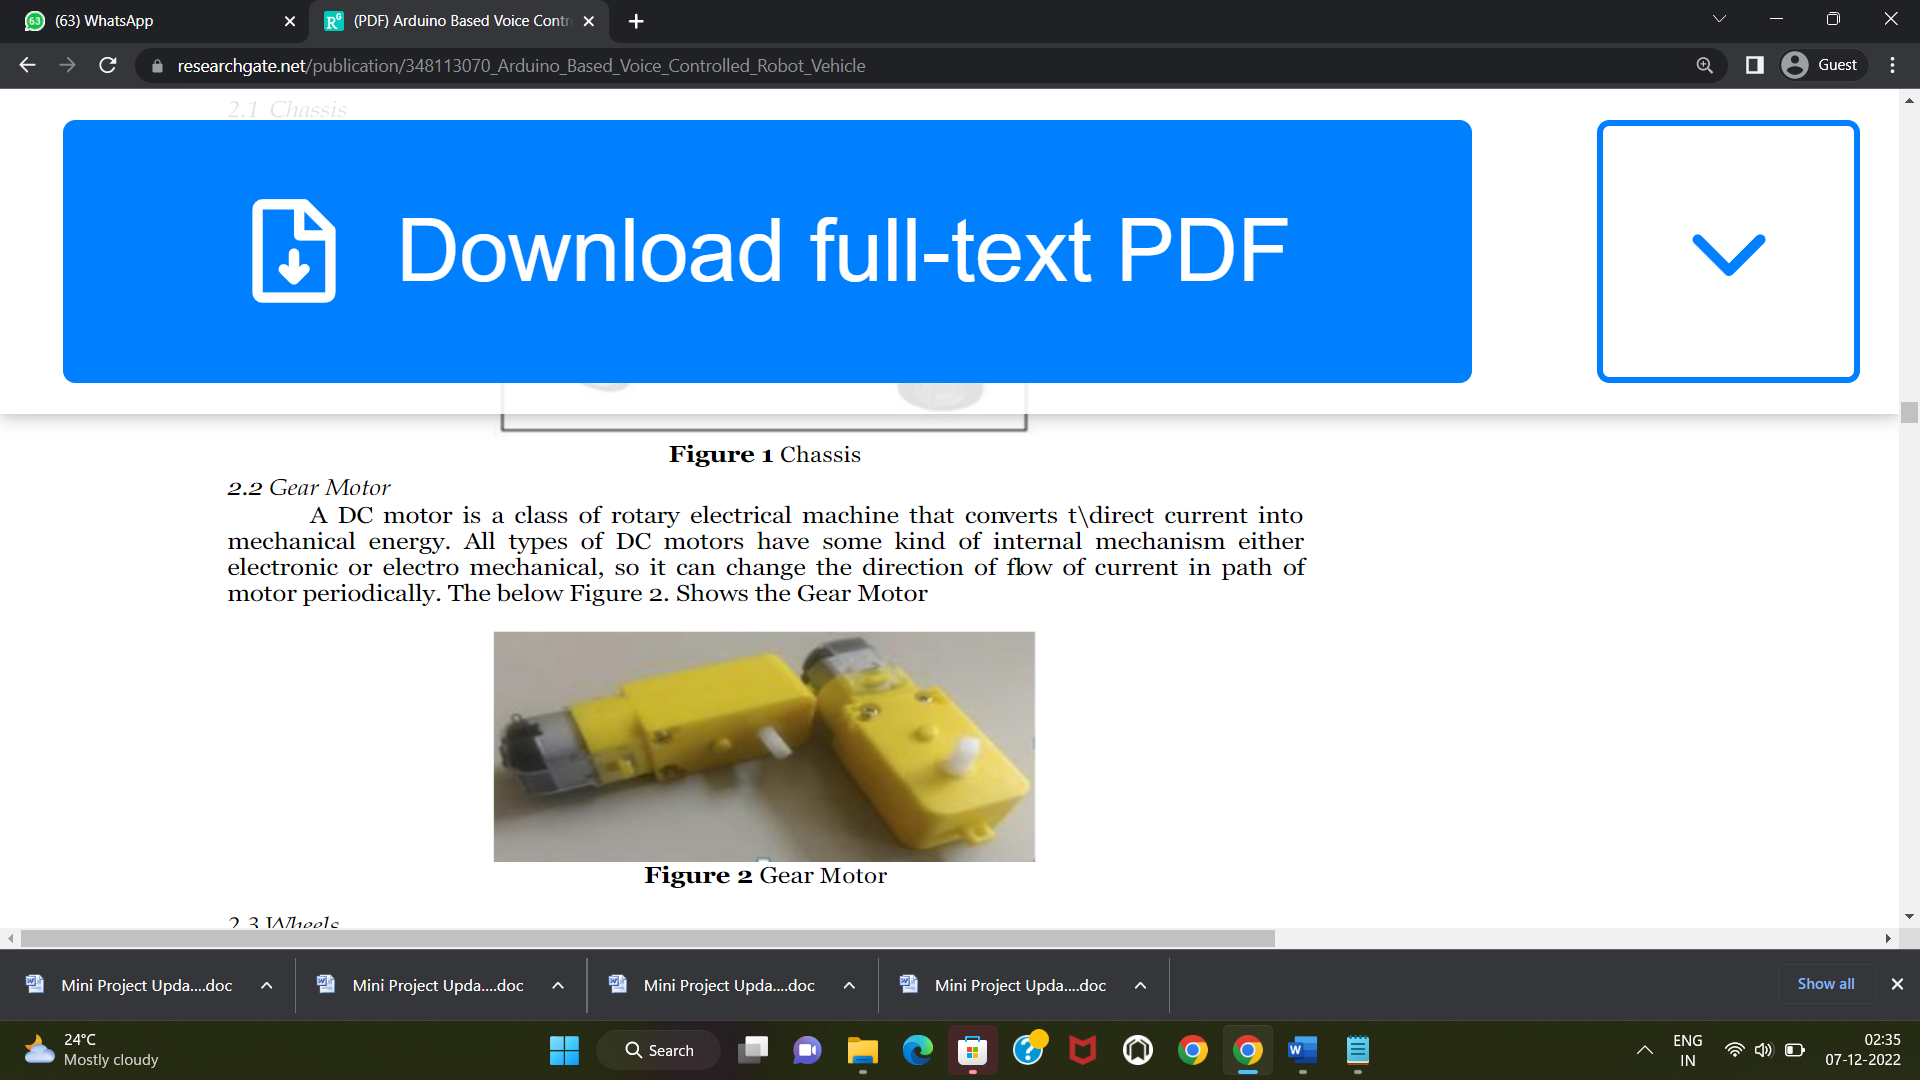 63
(63) WhatsApp
RG
(PDF) Arduino Based Voice Contr
researchgate.net/publication/348113070_Arduino_Based_Voice_Controlled_Robot_Vehicle
Guest
2.1 Chassis
Download full-text PDF
Figure 1 Chassis
2.2 Gear Motor
A DC motor is a class of rotary electrical machine that converts t\direct current into
mechanical energy. All types of DC motors have some kind of internal mechanism either
electronic or electro mechanical, so it can change the direction of flow of current in path of
motor periodically. The below Figure 2. Shows the Gear Motor
Figure 2 Gear Motor
2.3 Wheels
Mini Project Upda....doc
Mini Project Upda....doc
Mini Project Upda....doc
Mini Project Upda....doc
Show all
24°C
Mostly cloudy
Search
ENG
IN
02:35
07-12-2022